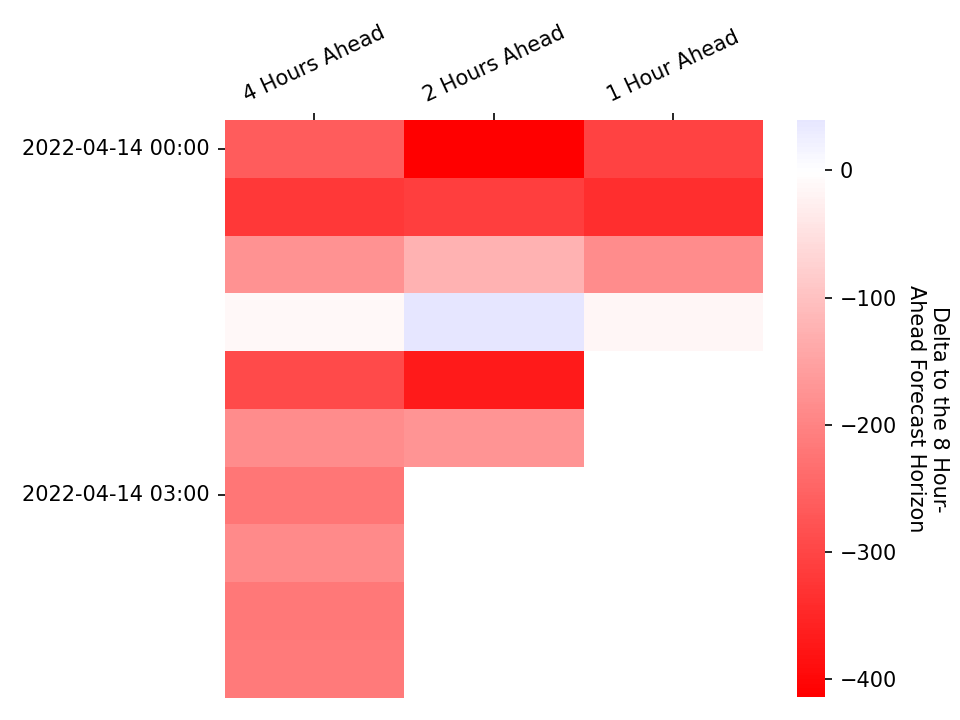 4 Hours Ahead
2 Hours Ahead
1 Hour Ahead
2022-04-14 00:00
2022-04-14 03:00
0
−100
−200
−300
−400
Delta to the 8 Hour-
Ahead Forecast Horizon